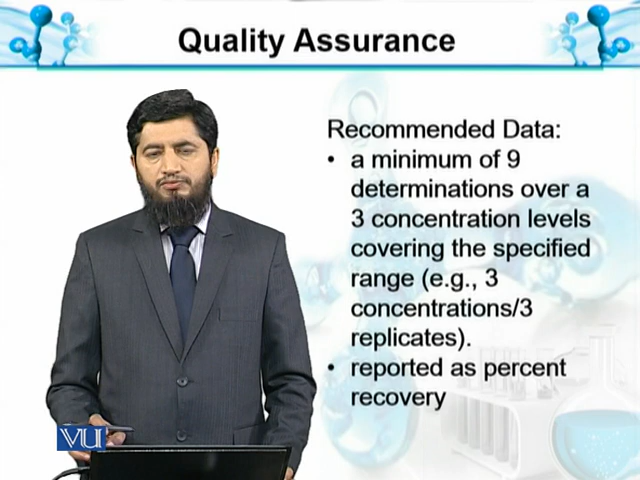 Quality Assurance
Recommended Data:
• a minimum of 9
determinations over a
3 concentration levels
covering the specified
range (e.g., 3
concentrations/3
replicates).
• reported as percent
recovery
VU